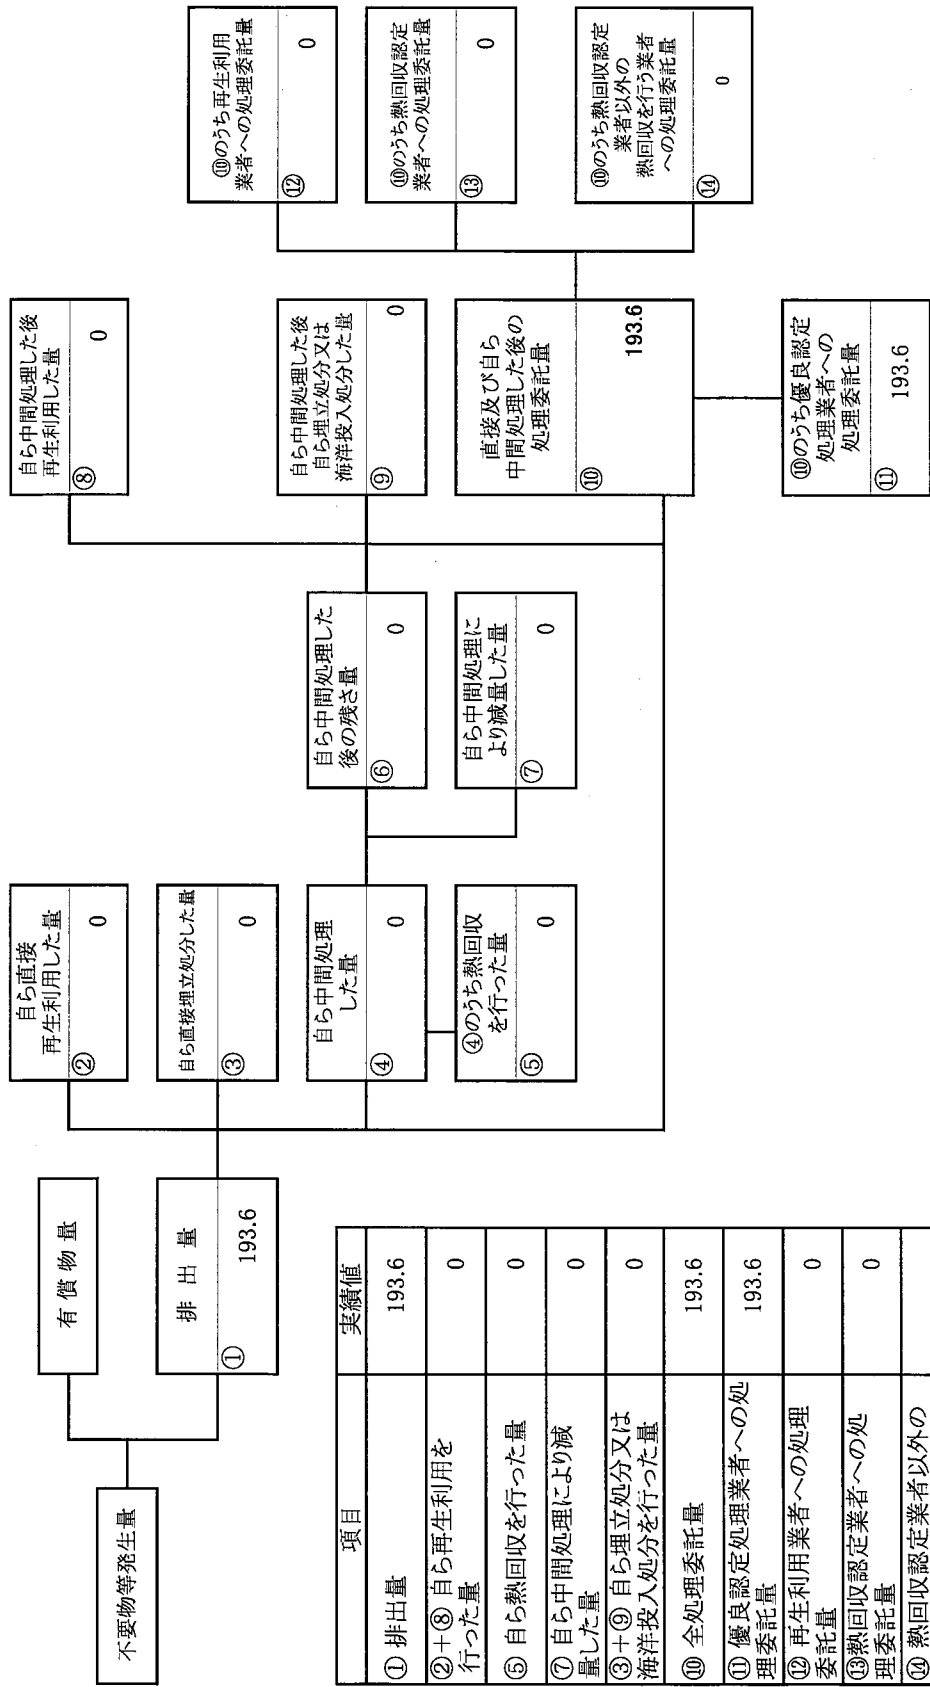 不要物等発生量
有償物量
排出量
①
193.6
自ら直接
再生利用した量
②
0
自ら直接埋立処分した量
③
0
自ら中間処理
した量
④
0
④のうち熱回収
を行った量
⑤
0
自ら中間処理した
後の残さ量
⑥
0
自ら中間処理に
より減量した量
⑦
0
自ら中間処理した後
再生利用した量
⑧
0
自ら中間処理した後
自ら埋立処分又は
海洋投入処分した量
⑨
0
直接及び自ら
中間処理した後の
処理委託量
⑩
193.6
⑩のうち優良認定
処理業者への
処理委託量
⑪
193.6
⑩のうち再生利用
業者への処理委託量
⑫
0
⑩のうち熱回収認定
業者への処理委託量
⑬
0
⑩のうち熱回収認定
業者以外の
熱回収を行う業者
への処理委託量
⑭
0
項目 実績値
① 排出量 193.6
②+⑧ 自ら再生利用を
行った量 0
⑤ 自ら熱回収を行った量 0
⑦ 自ら中間処理により減
量した量 0
③+⑨ 自ら埋立処分又は
海洋投入処分を行った量 0
⑩ 全処理委託量 193.6
⑪ 優良認定処理業者への処
理委託量 193.6
⑫ 再生利用業者への処理
委託量 0
⑬熱回収認定業者への処
理委託量 0
⑭ 熱回収認定業者以外の